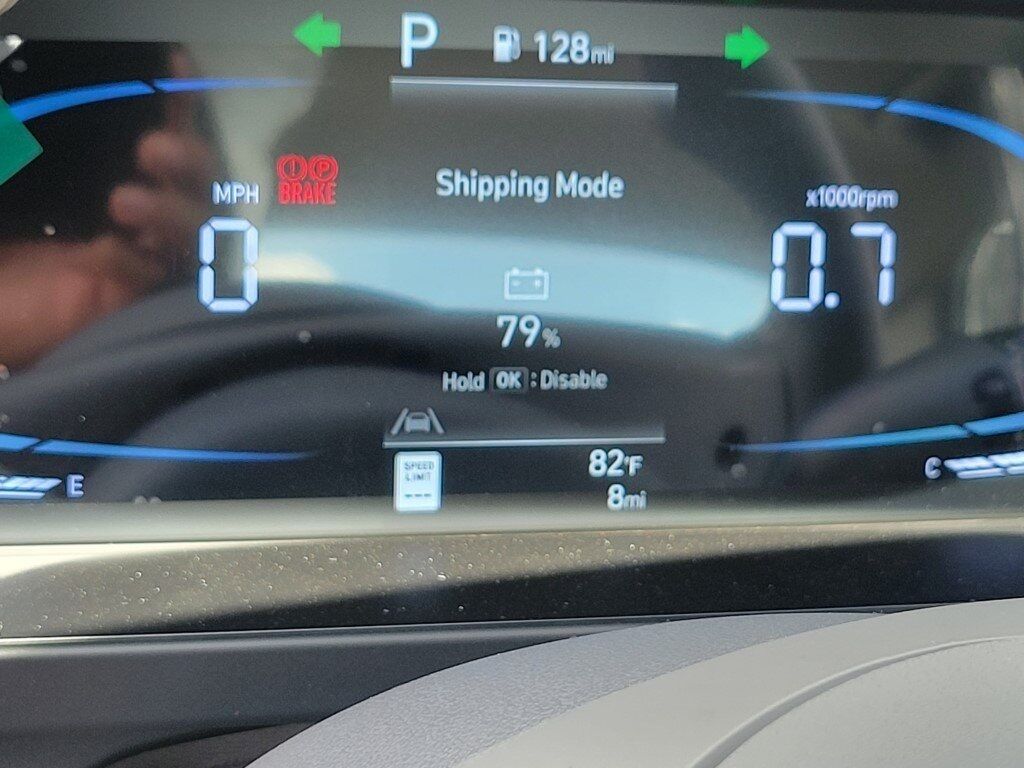 P 128mi
MPH BRAKE Shipping Mode x1000rpm
0 0.7
79%
Hold OK : Disable
SPEED LIMIT ---
82°F
8mi
E C